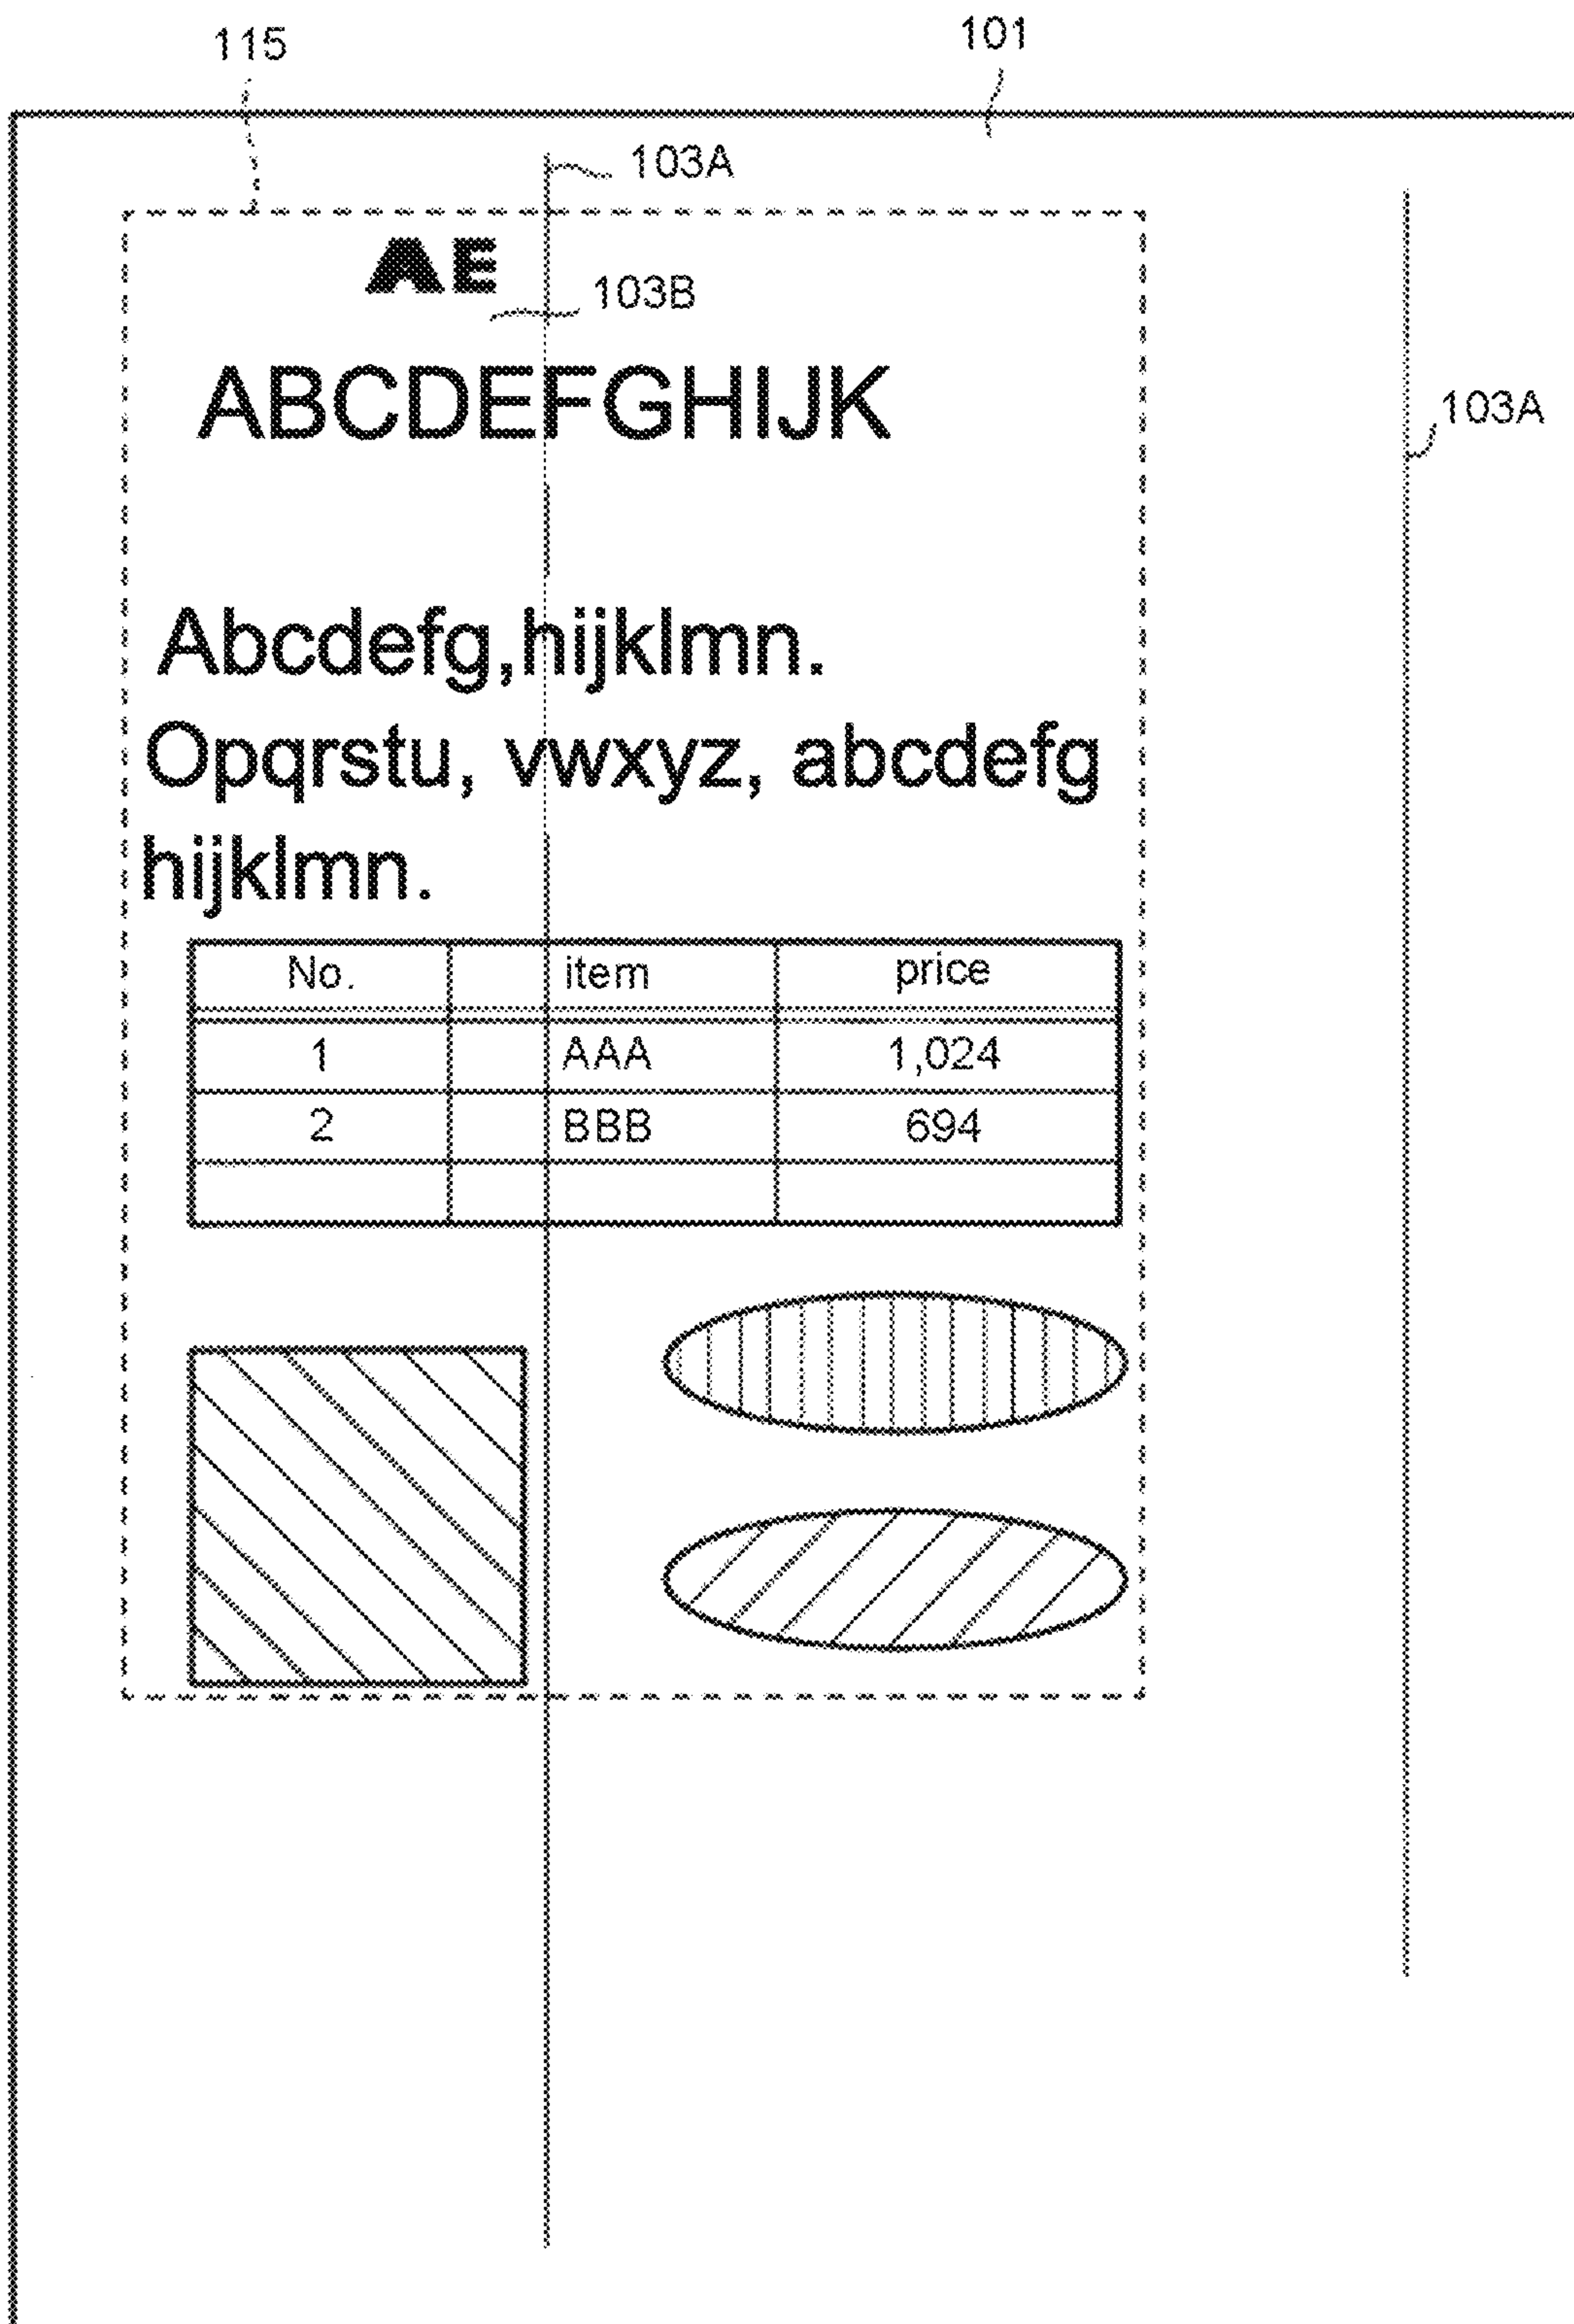 115
101
103A
AE
103B
ABCDEFGHIJK
103A
Abcdefg,hijklmn.
Opqrstu, vwxyz, abcdefg
hijklmn.
No. item price
1 AAA 1,024
2 BBB 694